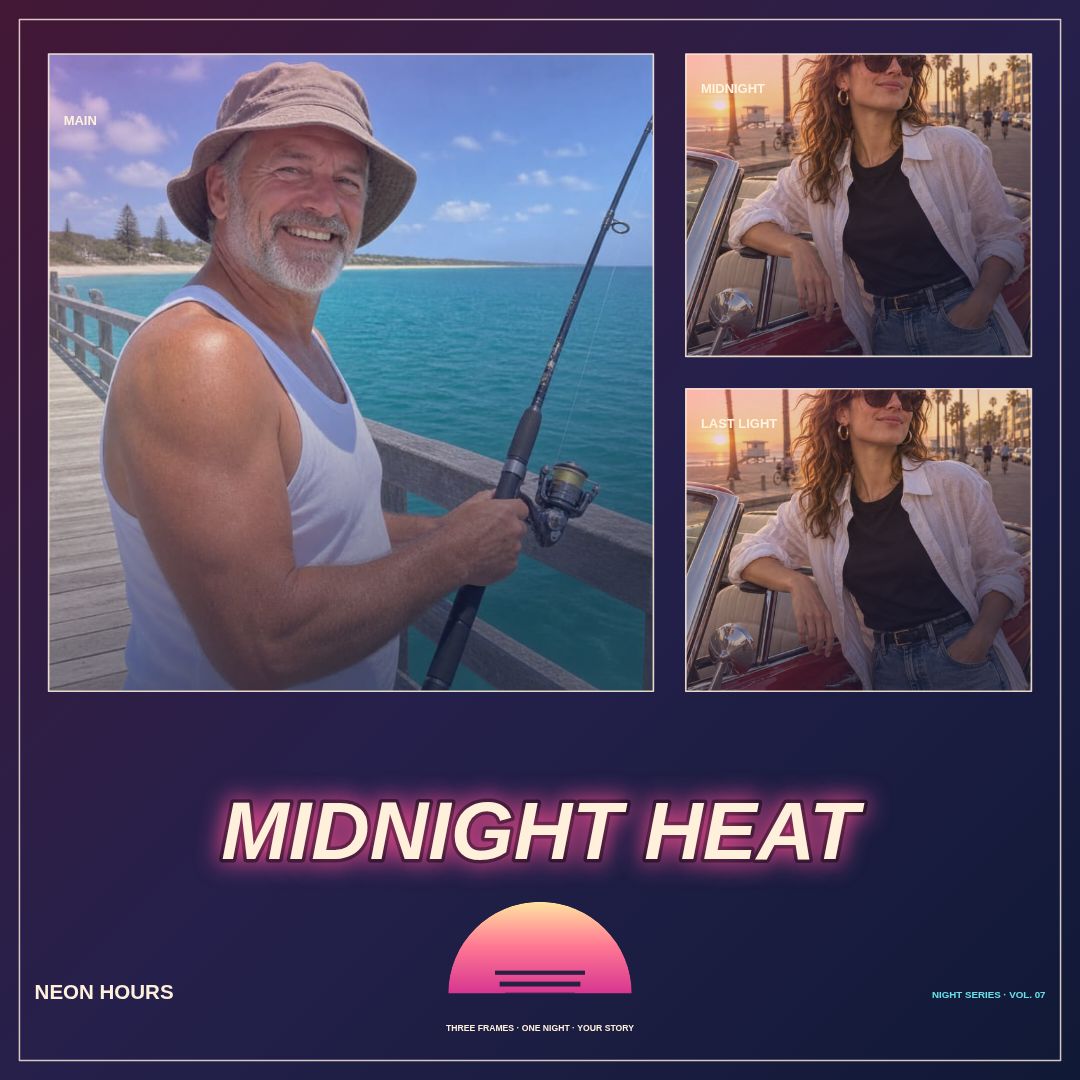 MAIN
MIDNIGHT
LAST LIGHT
MIDNIGHT HEAT
NEON HOURS
NIGHT SERIES · VOL. 07
THREE FRAMES · ONE NIGHT · YOUR STORY